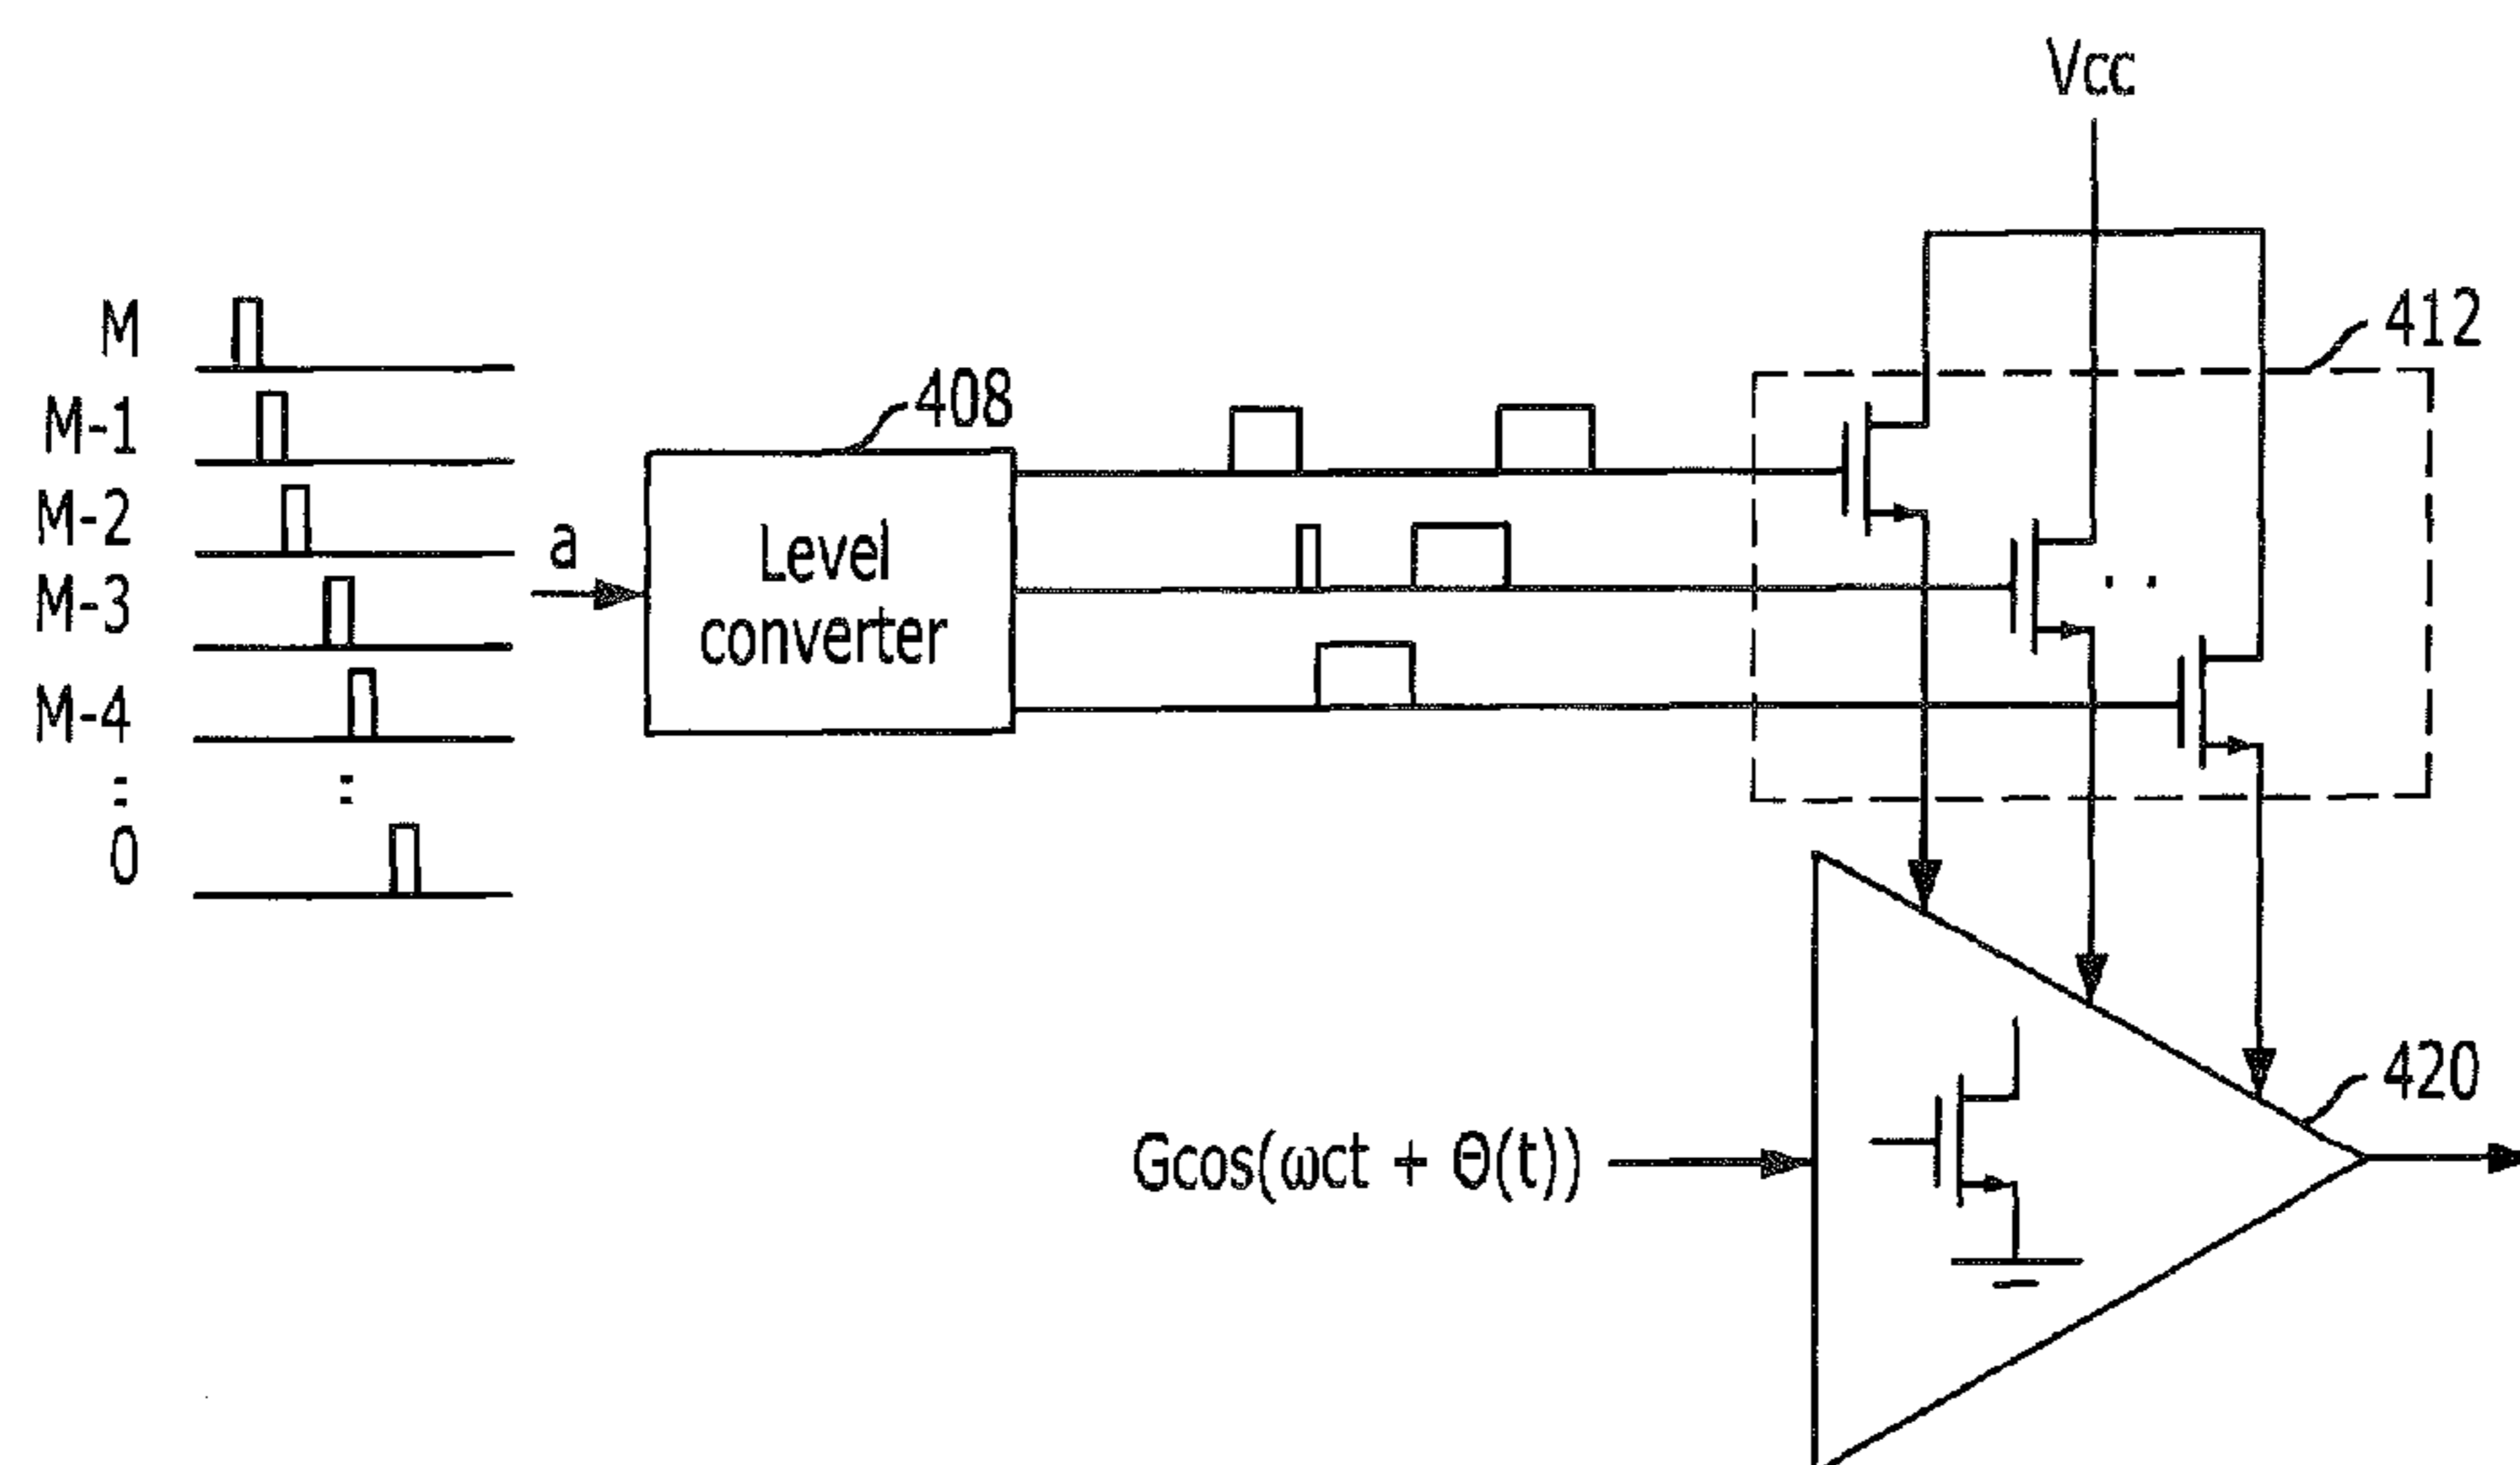 Vcc
412
M
M-1
M-2
M-3
M-4
:
:
0
a
408
Level
converter
. .
420
Gcos(ωct + Θ(t))